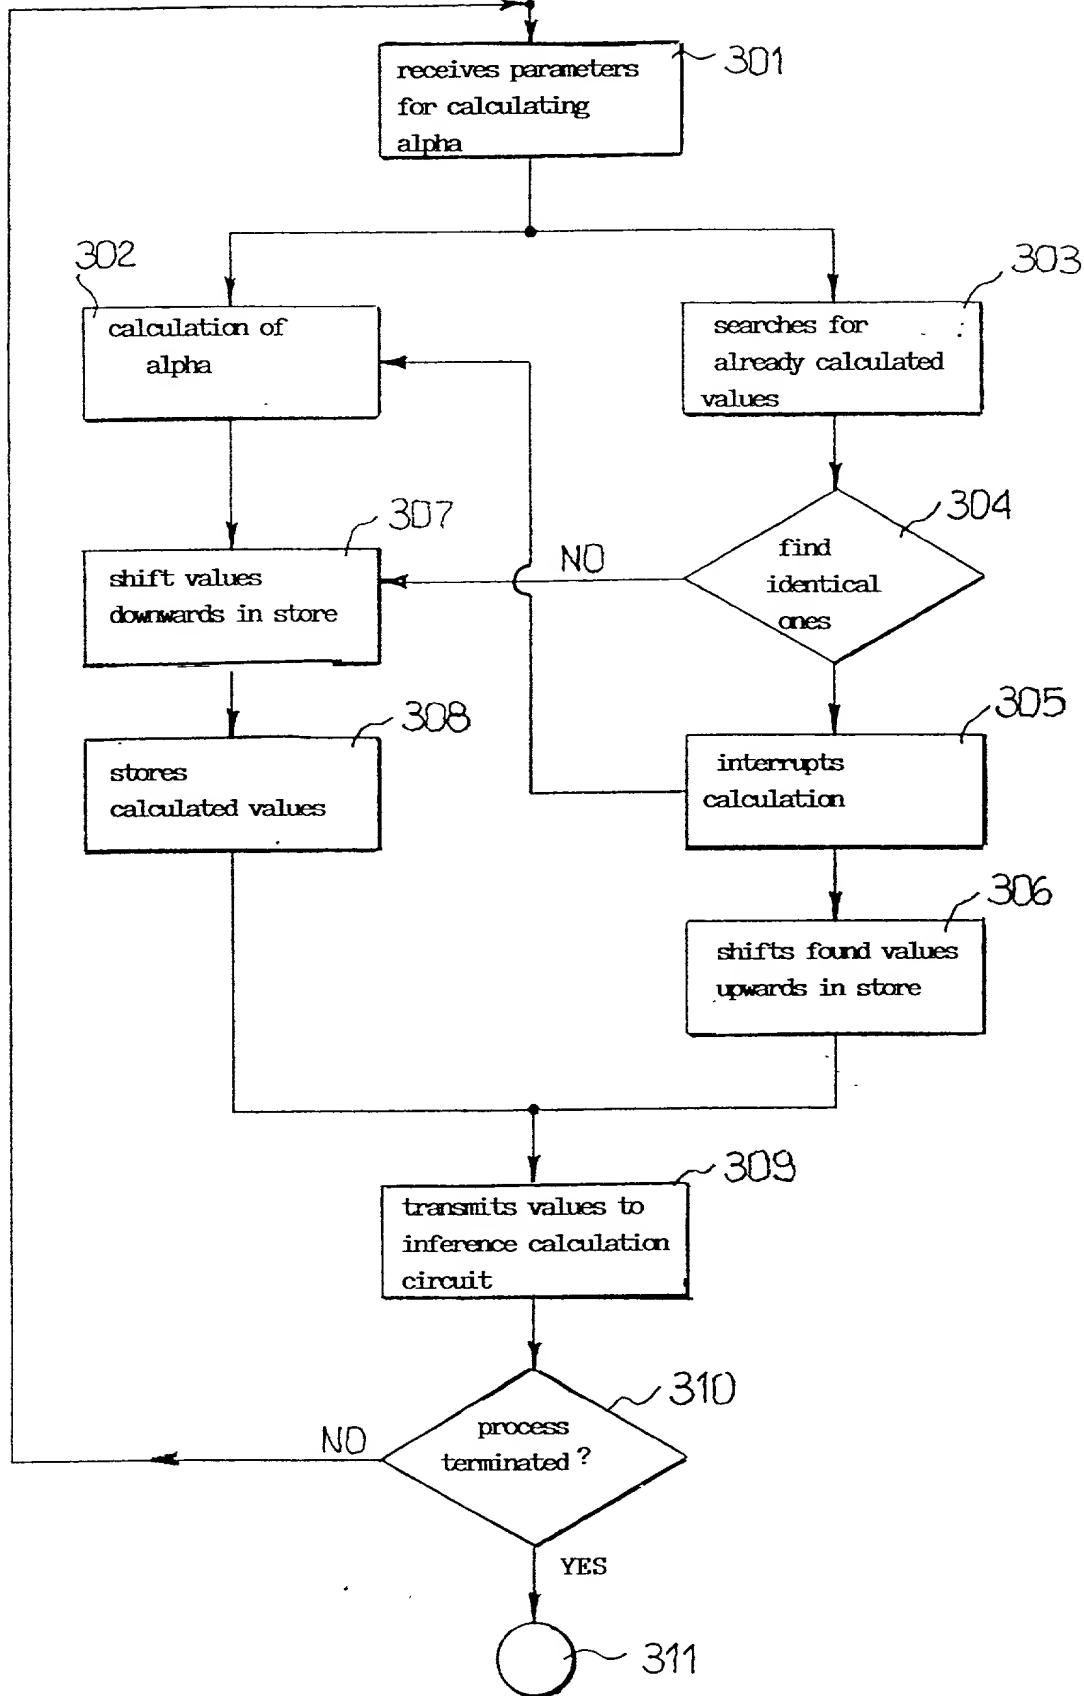 301
receives parameters
for calculating
alpha
302
calculation of
alpha
303
searches for
already calculated
values
304
find
identical
ones
NO
307
shift values
downwards in store
305
interrupts
calculation
308
stores
calculated values
306
shifts found values
upwards in store
309
transmits values to
inference calculation
circuit
310
process
terminated?
NO
YES
311